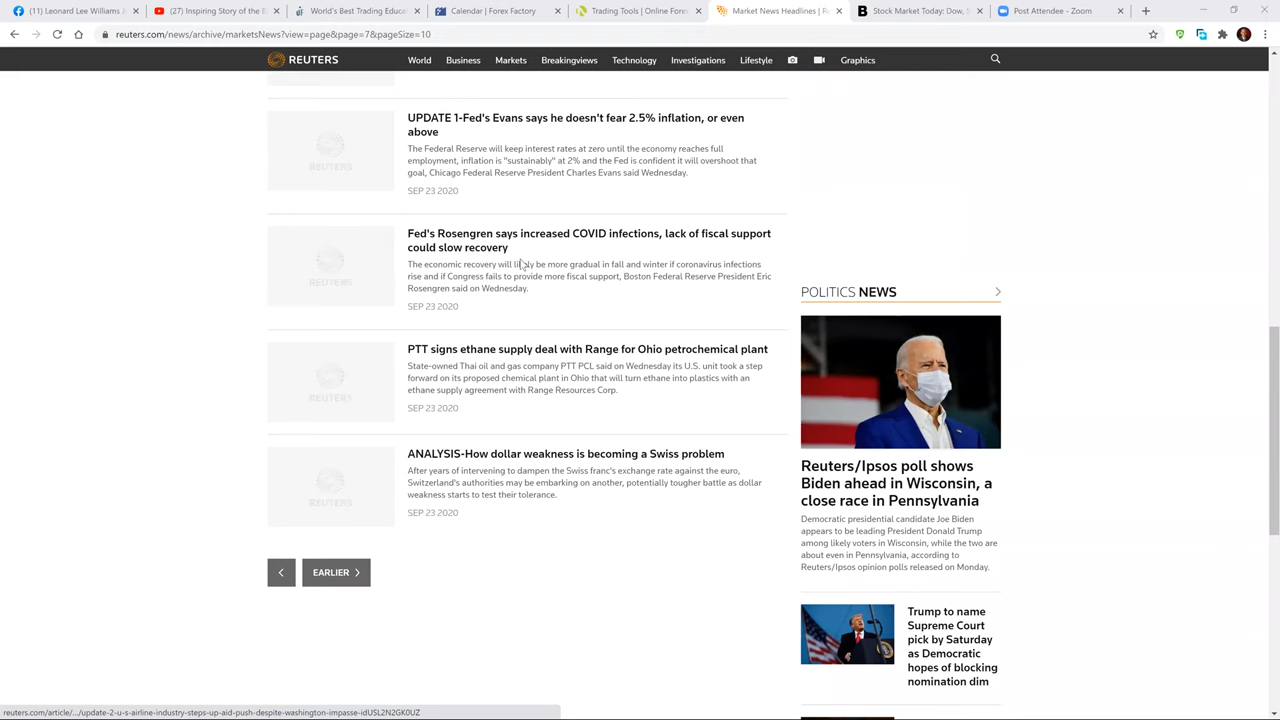 (11) Leonard Lee Williams J
(27) Inspiring Story of the B
World's Best Trading Educat
Calendar | Forex Factory
Trading Tools | Online Forex
Market News Headlines | Re
Stock Market Today: Dow, S
Post Attendee - Zoom
reuters.com/news/archive/marketsNews?view=page&page=7&pageSize=10
REUTERS
World
Business
Markets
Breakingviews
Technology
Investigations
Lifestyle
Graphics
REUTERS
UPDATE 1-Fed's Evans says he doesn't fear 2.5% inflation, or even
above
The Federal Reserve will keep interest rates at zero until the economy reaches full
employment, inflation is "sustainably" at 2% and the Fed is confident it will overshoot that
goal, Chicago Federal Reserve President Charles Evans said Wednesday.
SEP 23 2020
REUTERS
Fed's Rosengren says increased COVID infections, lack of fiscal support
could slow recovery
The economic recovery will likely be more gradual in fall and winter if coronavirus infections
rise and if Congress fails to provide more fiscal support, Boston Federal Reserve President Eric
Rosengren said on Wednesday.
SEP 23 2020
REUTERS
PTT signs ethane supply deal with Range for Ohio petrochemical plant
State-owned Thai oil and gas company PTT PCL said on Wednesday its U.S. unit took a step
forward on its proposed chemical plant in Ohio that will turn ethane into plastics with an
ethane supply agreement with Range Resources Corp.
SEP 23 2020
REUTERS
ANALYSIS-How dollar weakness is becoming a Swiss problem
After years of intervening to dampen the Swiss franc's exchange rate against the euro,
Switzerland's authorities may be embarking on another, potentially tougher battle as dollar
weakness starts to test their tolerance.
SEP 23 2020
EARLIER
POLITICS NEWS
Reuters/Ipsos poll shows
Biden ahead in Wisconsin, a
close race in Pennsylvania
Democratic presidential candidate Joe Biden
appears to be leading President Donald Trump
among likely voters in Wisconsin, while the two are
about even in Pennsylvania, according to
Reuters/Ipsos opinion polls released on Monday.
Trump to name
Supreme Court
pick by Saturday
as Democratic
hopes of blocking
nomination dim
reuters.com/article/.../update-2-u-s-airline-industry-steps-up-aid-push-despite-washington-impasse-idUSL2N2GK0UZ